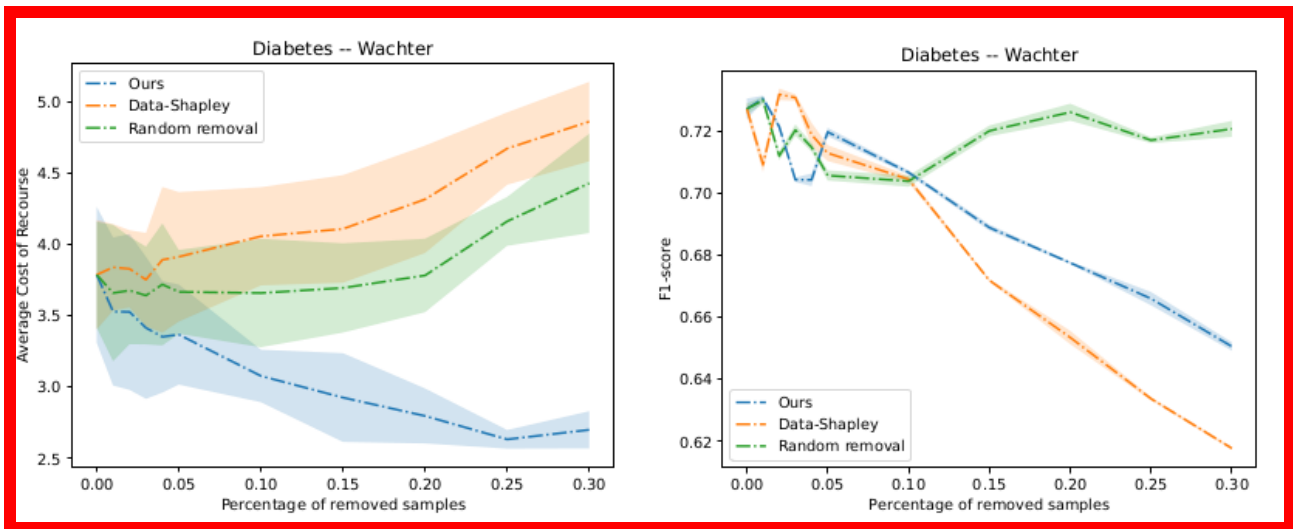 Diabetes -- Wachter
Ours
Data-Shapley
Random removal
5.0
4.5
4.0
3.5
3.0
2.5
Average Cost of Recourse
0.00 0.05 0.10 0.15 0.20 0.25 0.30
Percentage of removed samples
Diabetes -- Wachter
0.72
0.70
0.68
0.66
0.64
0.62
F1-score
Ours
Data-Shapley
Random removal
0.00 0.05 0.10 0.15 0.20 0.25 0.30
Percentage of removed samples